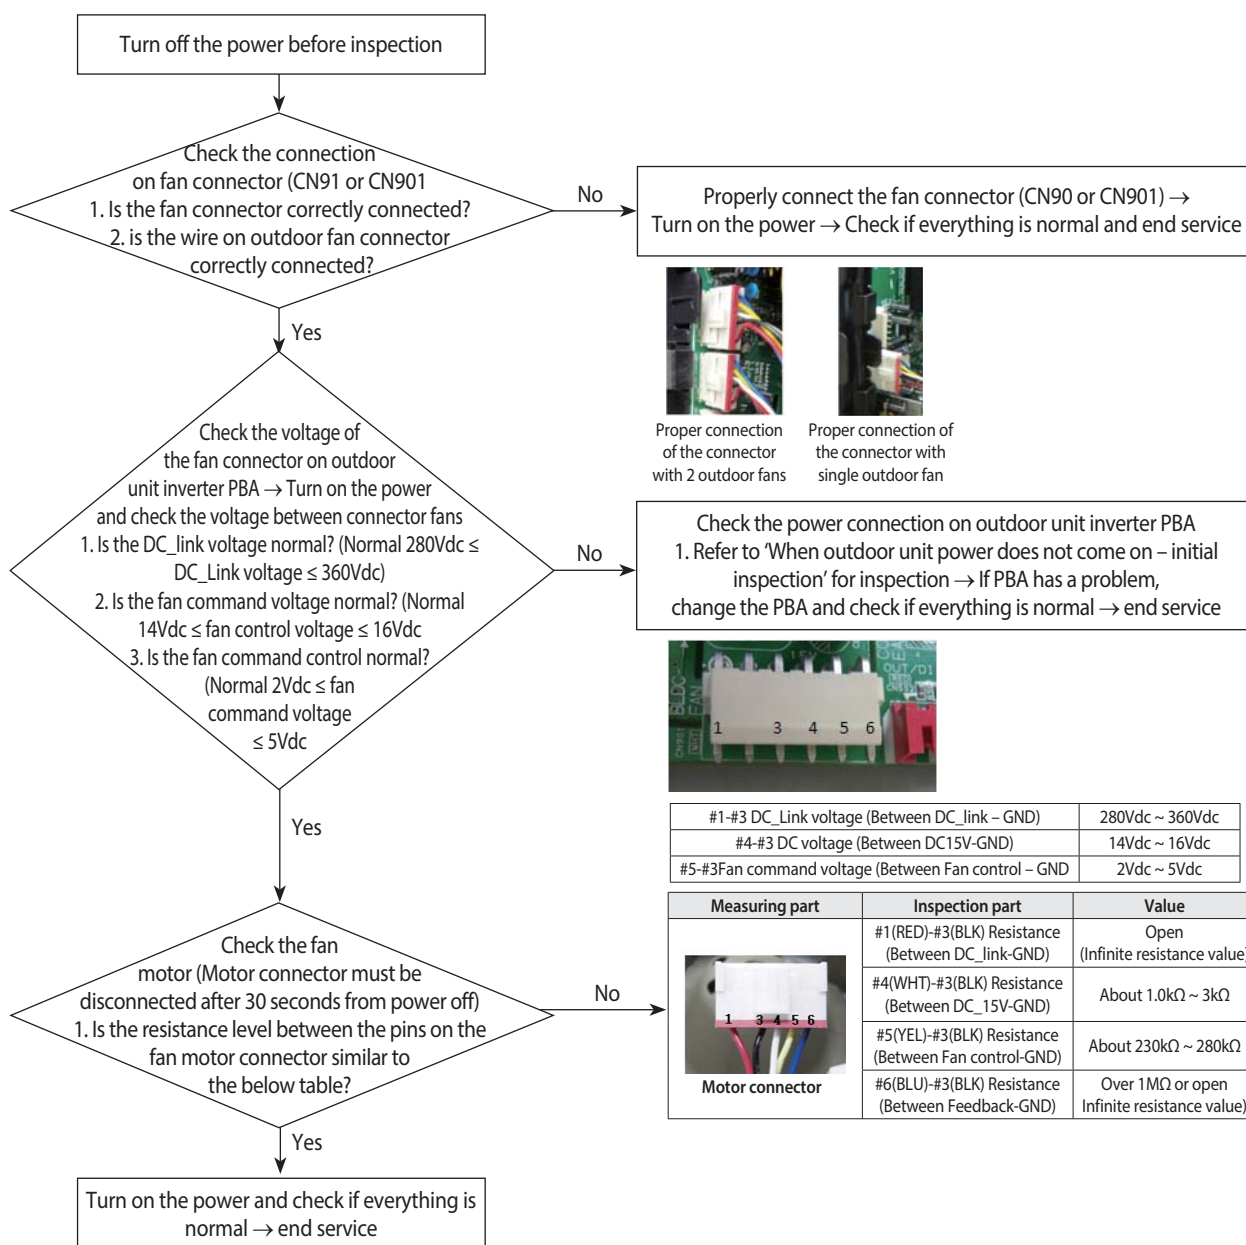 Turn off the power before inspection
Check the connection
on fan connector (CN91 or CN901
1. Is the fan connector correctly connected?
2. is the wire on outdoor fan connector
correctly connected?
No
Properly connect the fan connector (CN90 or CN901) →
Turn on the power → Check if everything is normal and end service
Proper connection
of the connector
with 2 outdoor fans
Proper connection of
the connector with
single outdoor fan
Yes
Check the voltage of
the fan connector on outdoor
unit inverter PBA → Turn on the power
and check the voltage between connector fans
1. Is the DC_link voltage normal? (Normal 280Vdc ≤
DC_Link voltage ≤ 360Vdc)
2. Is the fan command voltage normal? (Normal
14Vdc ≤ fan control voltage ≤ 16Vdc
3. Is the fan command control normal?
(Normal 2Vdc ≤ fan
command voltage
≤ 5Vdc
No
Check the power connection on outdoor unit inverter PBA
1. Refer to ‘When outdoor unit power does not come on – initial
inspection’ for inspection → If PBA has a problem,
change the PBA and check if everything is normal → end service
BLDC
FAN
CN901
WHT
OUT/D1
1 3 4 5 6
#1-#3 DC_Link voltage (Between DC_link – GND) 280Vdc ~ 360Vdc
#4-#3 DC voltage (Between DC15V-GND) 14Vdc ~ 16Vdc
#5-#3Fan command voltage (Between Fan control – GND 2Vdc ~ 5Vdc
Yes
Check the fan
motor (Motor connector must be
disconnected after 30 seconds from power off)
1. Is the resistance level between the pins on the
fan motor connector similar to
the below table?
No
Measuring part Inspection part Value
1 3 4 5 6
Motor connector
#1(RED)-#3(BLK) Resistance
(Between DC_link-GND)
Open
(Infinite resistance value)
#4(WHT)-#3(BLK) Resistance
(Between DC_15V-GND)
About 1.0kΩ ~ 3kΩ
#5(YEL)-#3(BLK) Resistance
(Between Fan control-GND)
About 230kΩ ~ 280kΩ
#6(BLU)-#3(BLK) Resistance
(Between Feedback-GND)
Over 1MΩ or open
Infinite resistance value)
Yes
Turn on the power and check if everything is
normal → end service